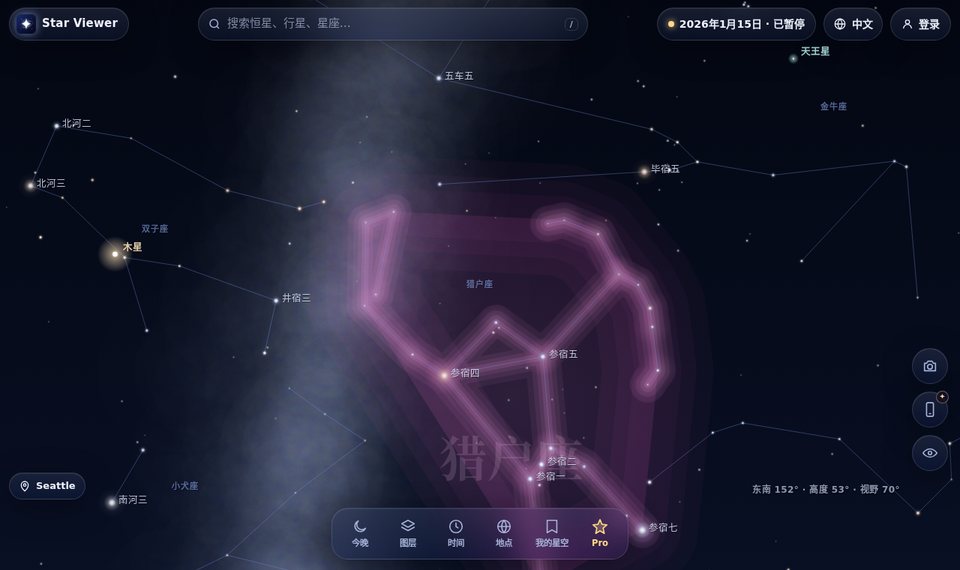 Star Viewer
搜索恒星、行星、星座...
/
2026年1月15日 · 已暂停
中文
登录
天王星
五车五
金牛座
北河二
毕宿五
北河三
双子座
木星
猎户座
井宿三
参宿五
参宿四
猎户座
参宿二
参宿一
小犬座
Seattle
东南 152° · 高度 53° · 视野 70°
南河三
参宿七
今晚
图层
时间
地点
我的星空
Pro